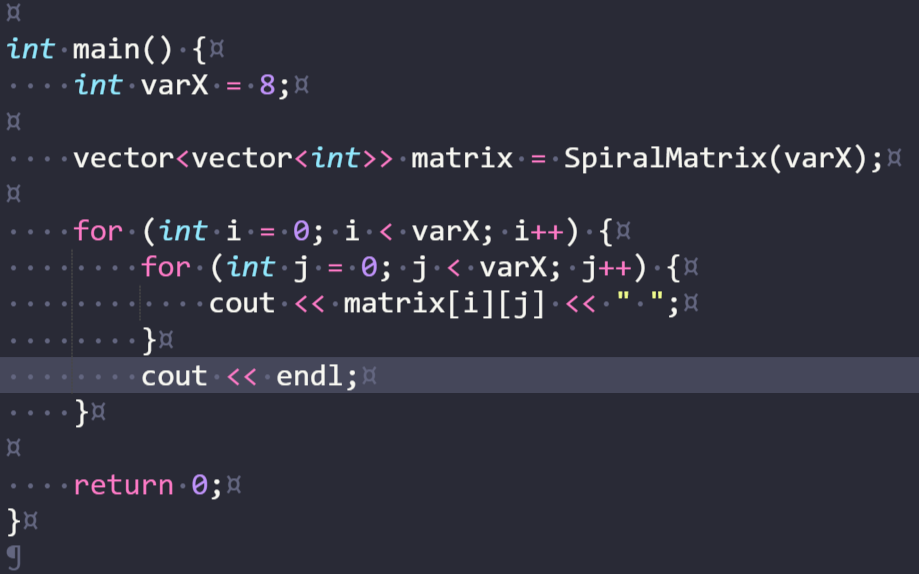 int main() {
    int varX = 8;

    vector<vector<int>> matrix = SpiralMatrix(varX);

    for (int i = 0; i < varX; i++) {
        for (int j = 0; j < varX; j++) {
            cout << matrix[i][j] << " ";
        }
        cout << endl;
    }

    return 0;
}